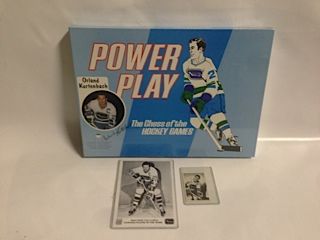 POWER
PLAY
Orland
Kurtenbach
The Chess of the
HOCKEY GAMES